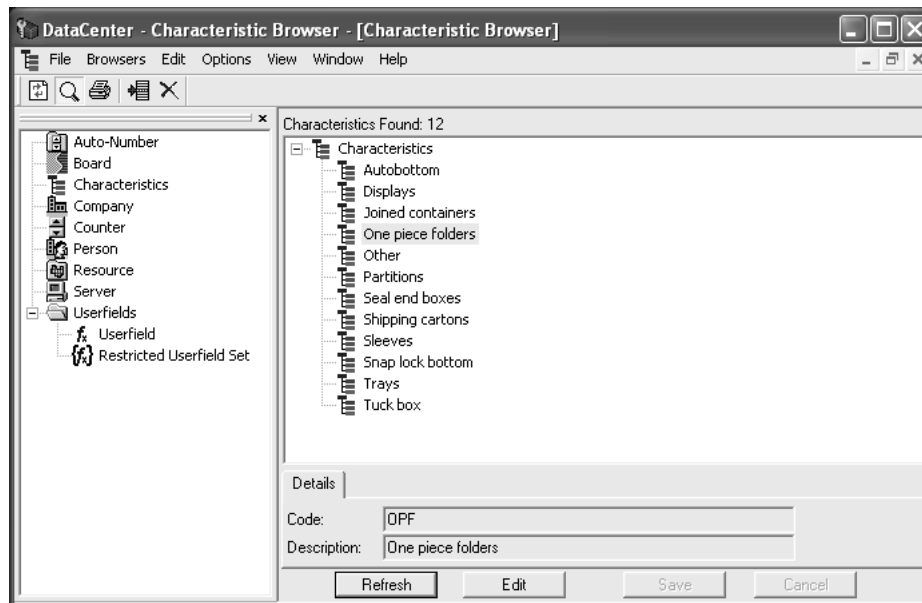 DataCenter - Characteristic Browser - [Characteristic Browser]
File Browsers Edit Options View Window Help
Auto-Number
Board
Characteristics
Company
Counter
Person
Resource
Server
Userfields
Userfield
Restricted Userfield Set
Characteristics Found: 12
Characteristics
Autobottom
Displays
Joined containers
One piece folders
Other
Partitions
Seal end boxes
Shipping cartons
Sleeves
Snap lock bottom
Trays
Tuck box
Details
Code: OPF
Description: One piece folders
Refresh Edit Save Cancel